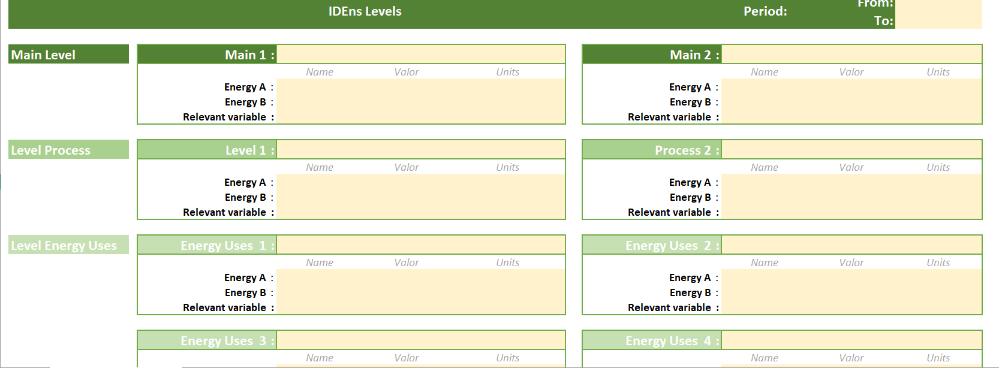 IDEns Levels Period: From:
To:
Main Level Main 1 : Main 2 :
Name Valor Units Name Valor Units
Energy A : Energy A :
Energy B : Energy B :
Relevant variable : Relevant variable :
Level Process Level 1 : Process 2 :
Name Valor Units Name Valor Units
Energy A : Energy A :
Energy B : Energy B :
Relevant variable : Relevant variable :
Level Energy Uses Energy Uses 1 : Energy Uses 2 :
Name Valor Units Name Valor Units
Energy A : Energy A :
Energy B : Energy B :
Relevant variable : Relevant variable :
Energy Uses 3 : Energy Uses 4 :
Name Valor Units Name Valor Units